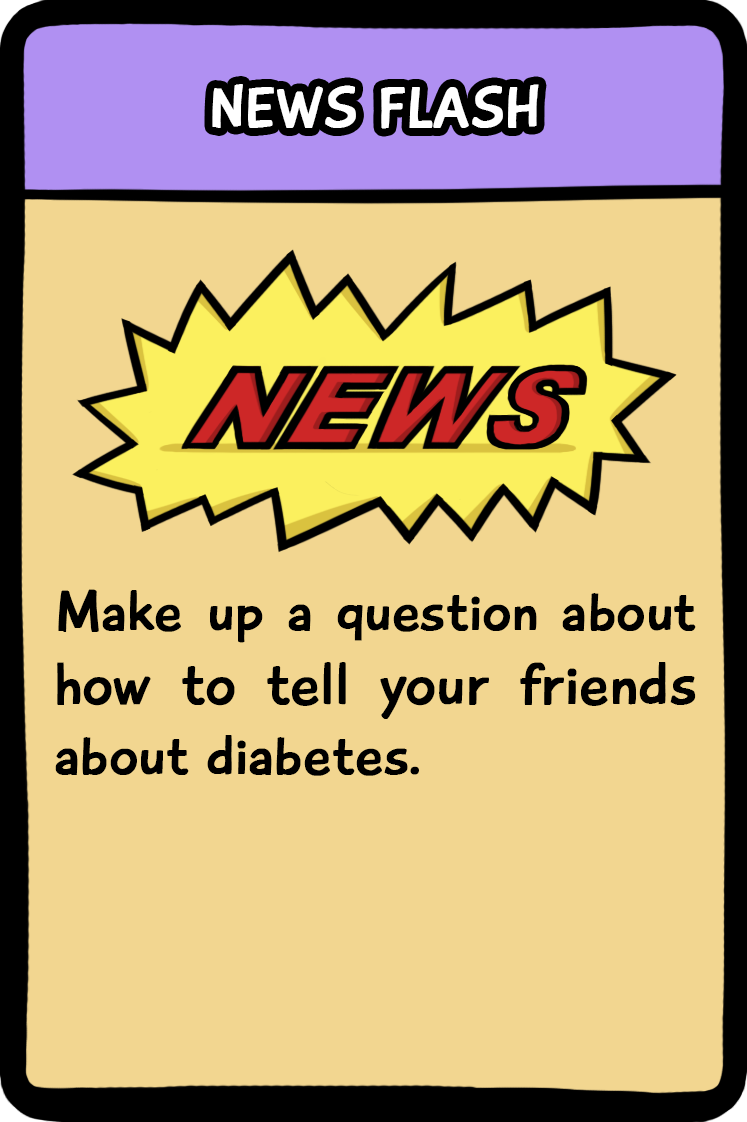 NEWS FLASH
NEWS
Make up a question about
how to tell your friends
about diabetes.